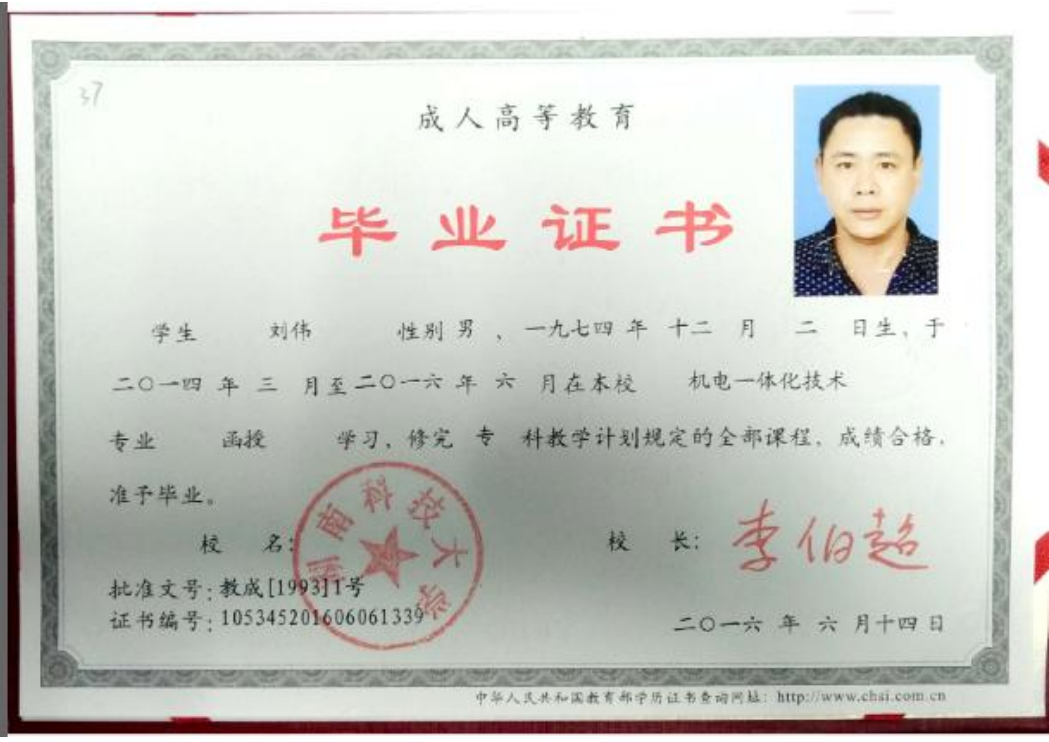 37
成人高等教育
毕业证书
学生 刘伟 性别 男 ，一九七四 年 十二 月 二 日生，于
二〇一四 年 三 月至 二〇一六 年 六 月在本校 机电一体化技术
专业 函授 学习，修完 专 科教学计划规定的全部课程，成绩合格，
准予毕业。
湖南科技大学
校 名： 校 长： 李伯超
批准文号：教成[1993]1号
证书编号：105345201606061339
二〇一六 年 六 月十四日
中华人民共和国教育部学历证书查询网址： http://www.chsi.com.cn